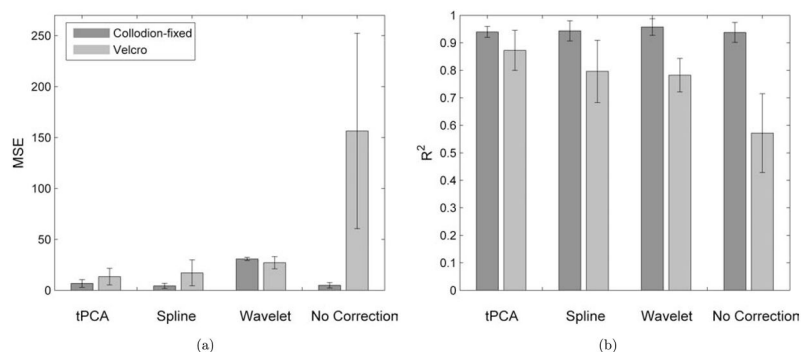 250
200
150
100
50
0
MSE
Collodion-fixed
Velcro
tPCA Spline Wavelet No Correction
(a)
1
0.9
0.8
0.7
0.6
0.5
0.4
0.3
0.2
0.1
0
R²
tPCA Spline Wavelet No Correction
(b)